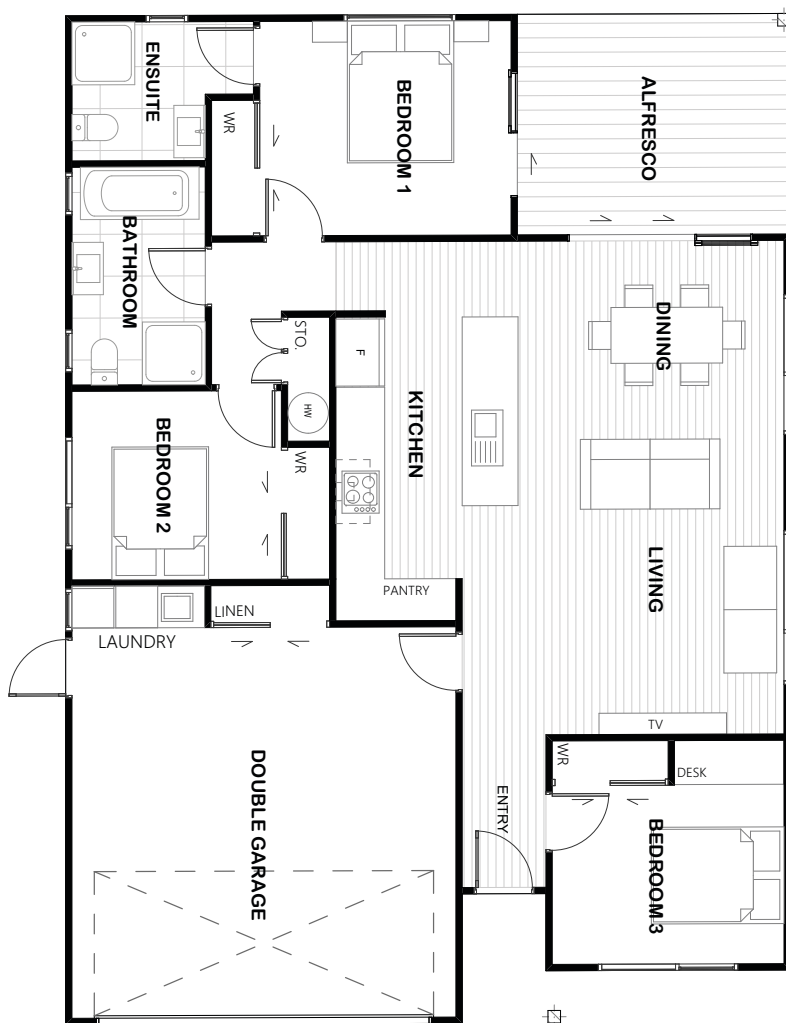 ENSUITE
BEDROOM 1
ALFRESCO
WR
BATHROOM
STO.
F
HW
KITCHEN
DINING
BEDROOM 2
WR
PANTRY
LIVING
LINEN
LAUNDRY
TV
WR
DESK
DOUBLE GARAGE
ENTRY
BEDROOM 3